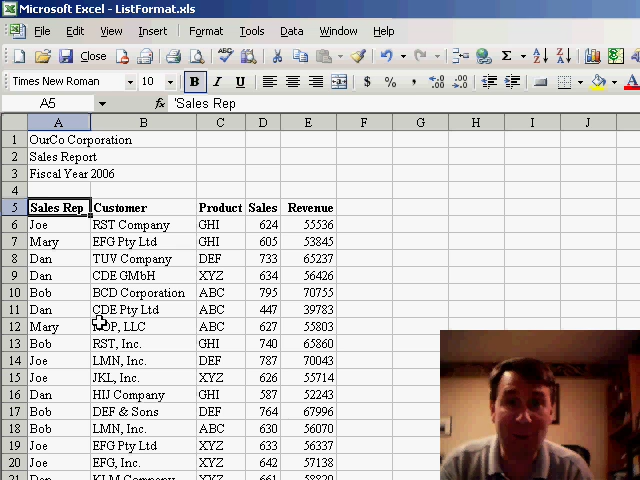 Microsoft Excel - ListFormat.xls
File Edit View Insert Format Tools Data Window Help
Close
Times New Roman 10 B I U $ % ,
A5 fx 'Sales Rep
A B C D E F G H I J
1 OurCo Corporation
2 Sales Report
3 Fiscal Year 2006
4
5 Sales Rep Customer Product Sales Revenue
6 Joe RST Company GHI 624 55536
7 Mary EFG Pty Ltd GHI 605 53845
8 Dan TUV Company DEF 733 65237
9 Dan CDE GMbH XYZ 634 56426
10 Bob BCD Corporation ABC 795 70755
11 Dan CDE Pty Ltd ABC 447 39783
12 Mary LLC ABC 627 55803
13 Bob RST, Inc. GHI 740 65860
14 Joe LMN, Inc. DEF 787 70043
15 Joe JKL, Inc. XYZ 626 55714
16 Dan HIJ Company GHI 587 52243
17 Bob DEF & Sons DEF 764 67996
18 Bob LMN, Inc. ABC 630 56070
19 Joe EFG Pty Ltd XYZ 633 56337
20 Joe EFG, Inc. XYZ 642 57138
21 Dan KLM Company XYZ 661 58829